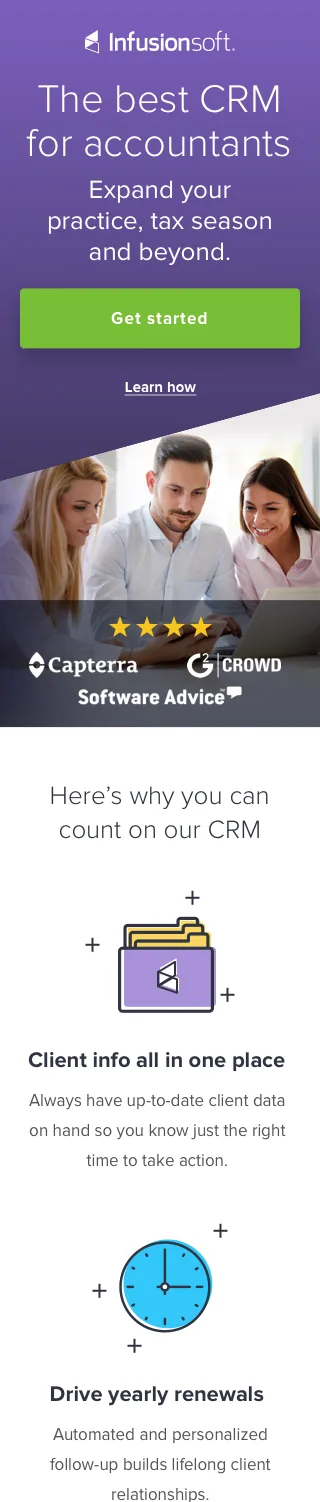 Infusionsoft.
The best CRM
for accountants
Expand your
practice, tax season
and beyond.
Get started
Learn how
Capterra
G2 | CROWD
Software Advice™
Here's why you can
count on our CRM
Client info all in one place
Always have up-to-date client data
on hand so you know just the right
time to take action.
Drive yearly renewals
Automated and personalized
follow-up builds lifelong client
relationships.